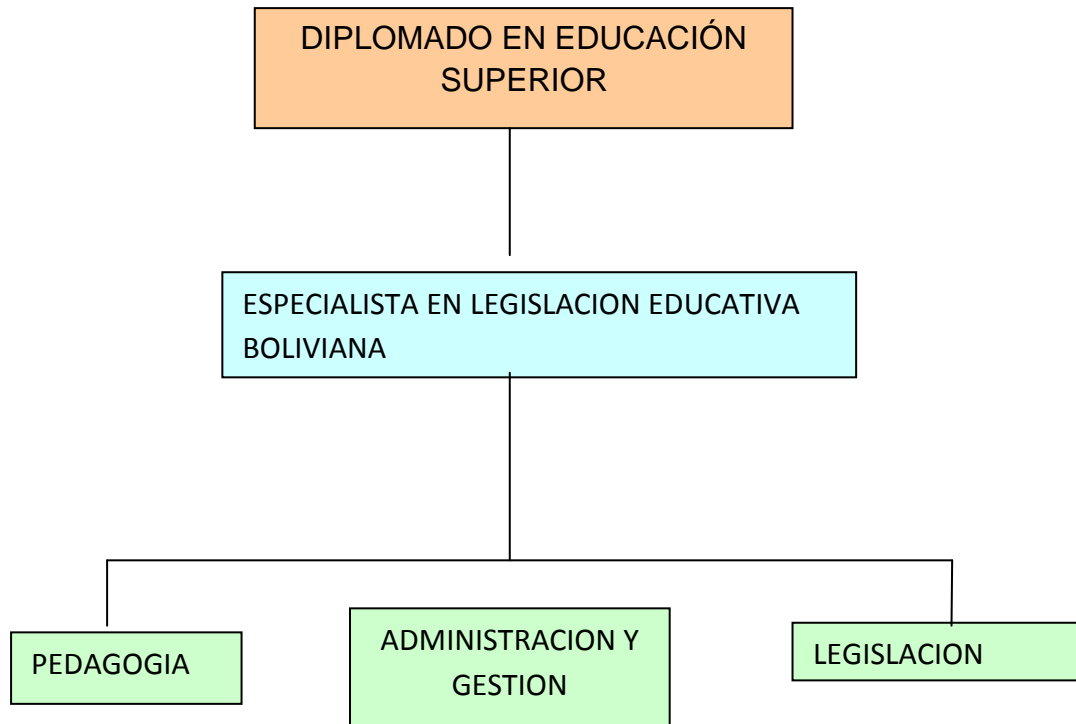 DIPLOMADO EN EDUCACIÓN
SUPERIOR
ESPECIALISTA EN LEGISLACION EDUCATIVA
BOLIVIANA
PEDAGOGIA
ADMINISTRACION Y
GESTION
LEGISLACION